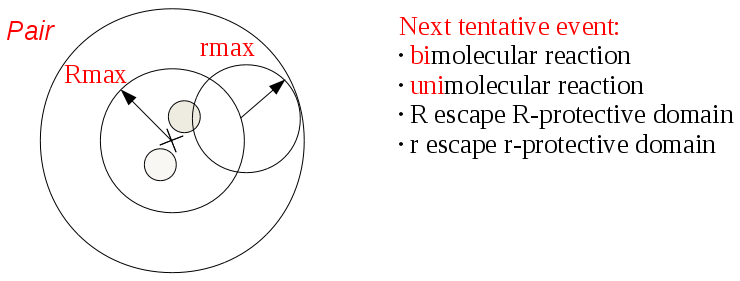 Pair
rmax
Rmax
Next tentative event:
· bimolecular reaction
· unimolecular reaction
· R escape R-protective domain
· r escape r-protective domain